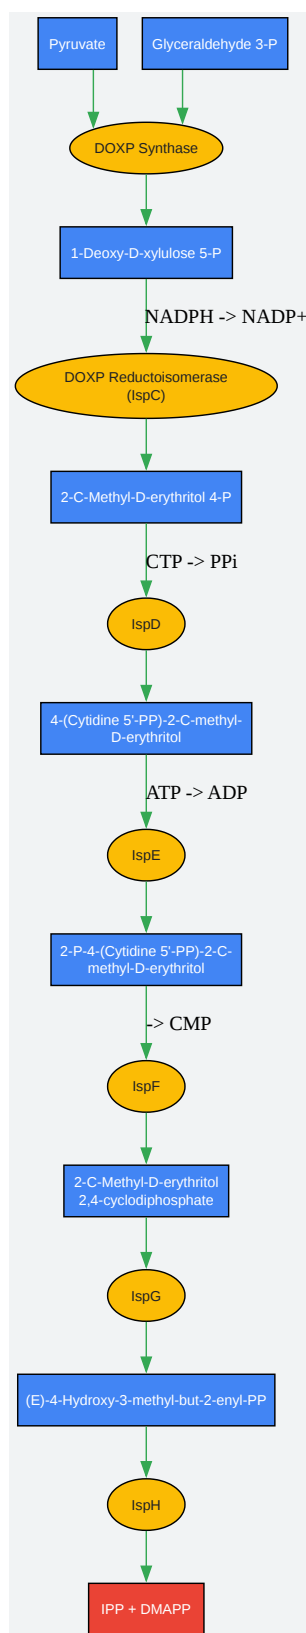 Pyruvate
Glyceraldehyde 3-P
DOXP Synthase
1-Deoxy-D-xylulose 5-P
NADPH -> NADP+
DOXP Reductoisomerase
(IspC)
2-C-Methyl-D-erythritol 4-P
CTP -> PPi
IspD
4-(Cytidine 5'-PP)-2-C-methyl-
D-erythritol
ATP -> ADP
IspE
2-P-4-(Cytidine 5'-PP)-2-C-
methyl-D-erythritol
-> CMP
IspF
2-C-Methyl-D-erythritol
2,4-cyclodiphosphate
IspG
(E)-4-Hydroxy-3-methyl-but-2-enyl-PP
IspH
IPP + DMAPP